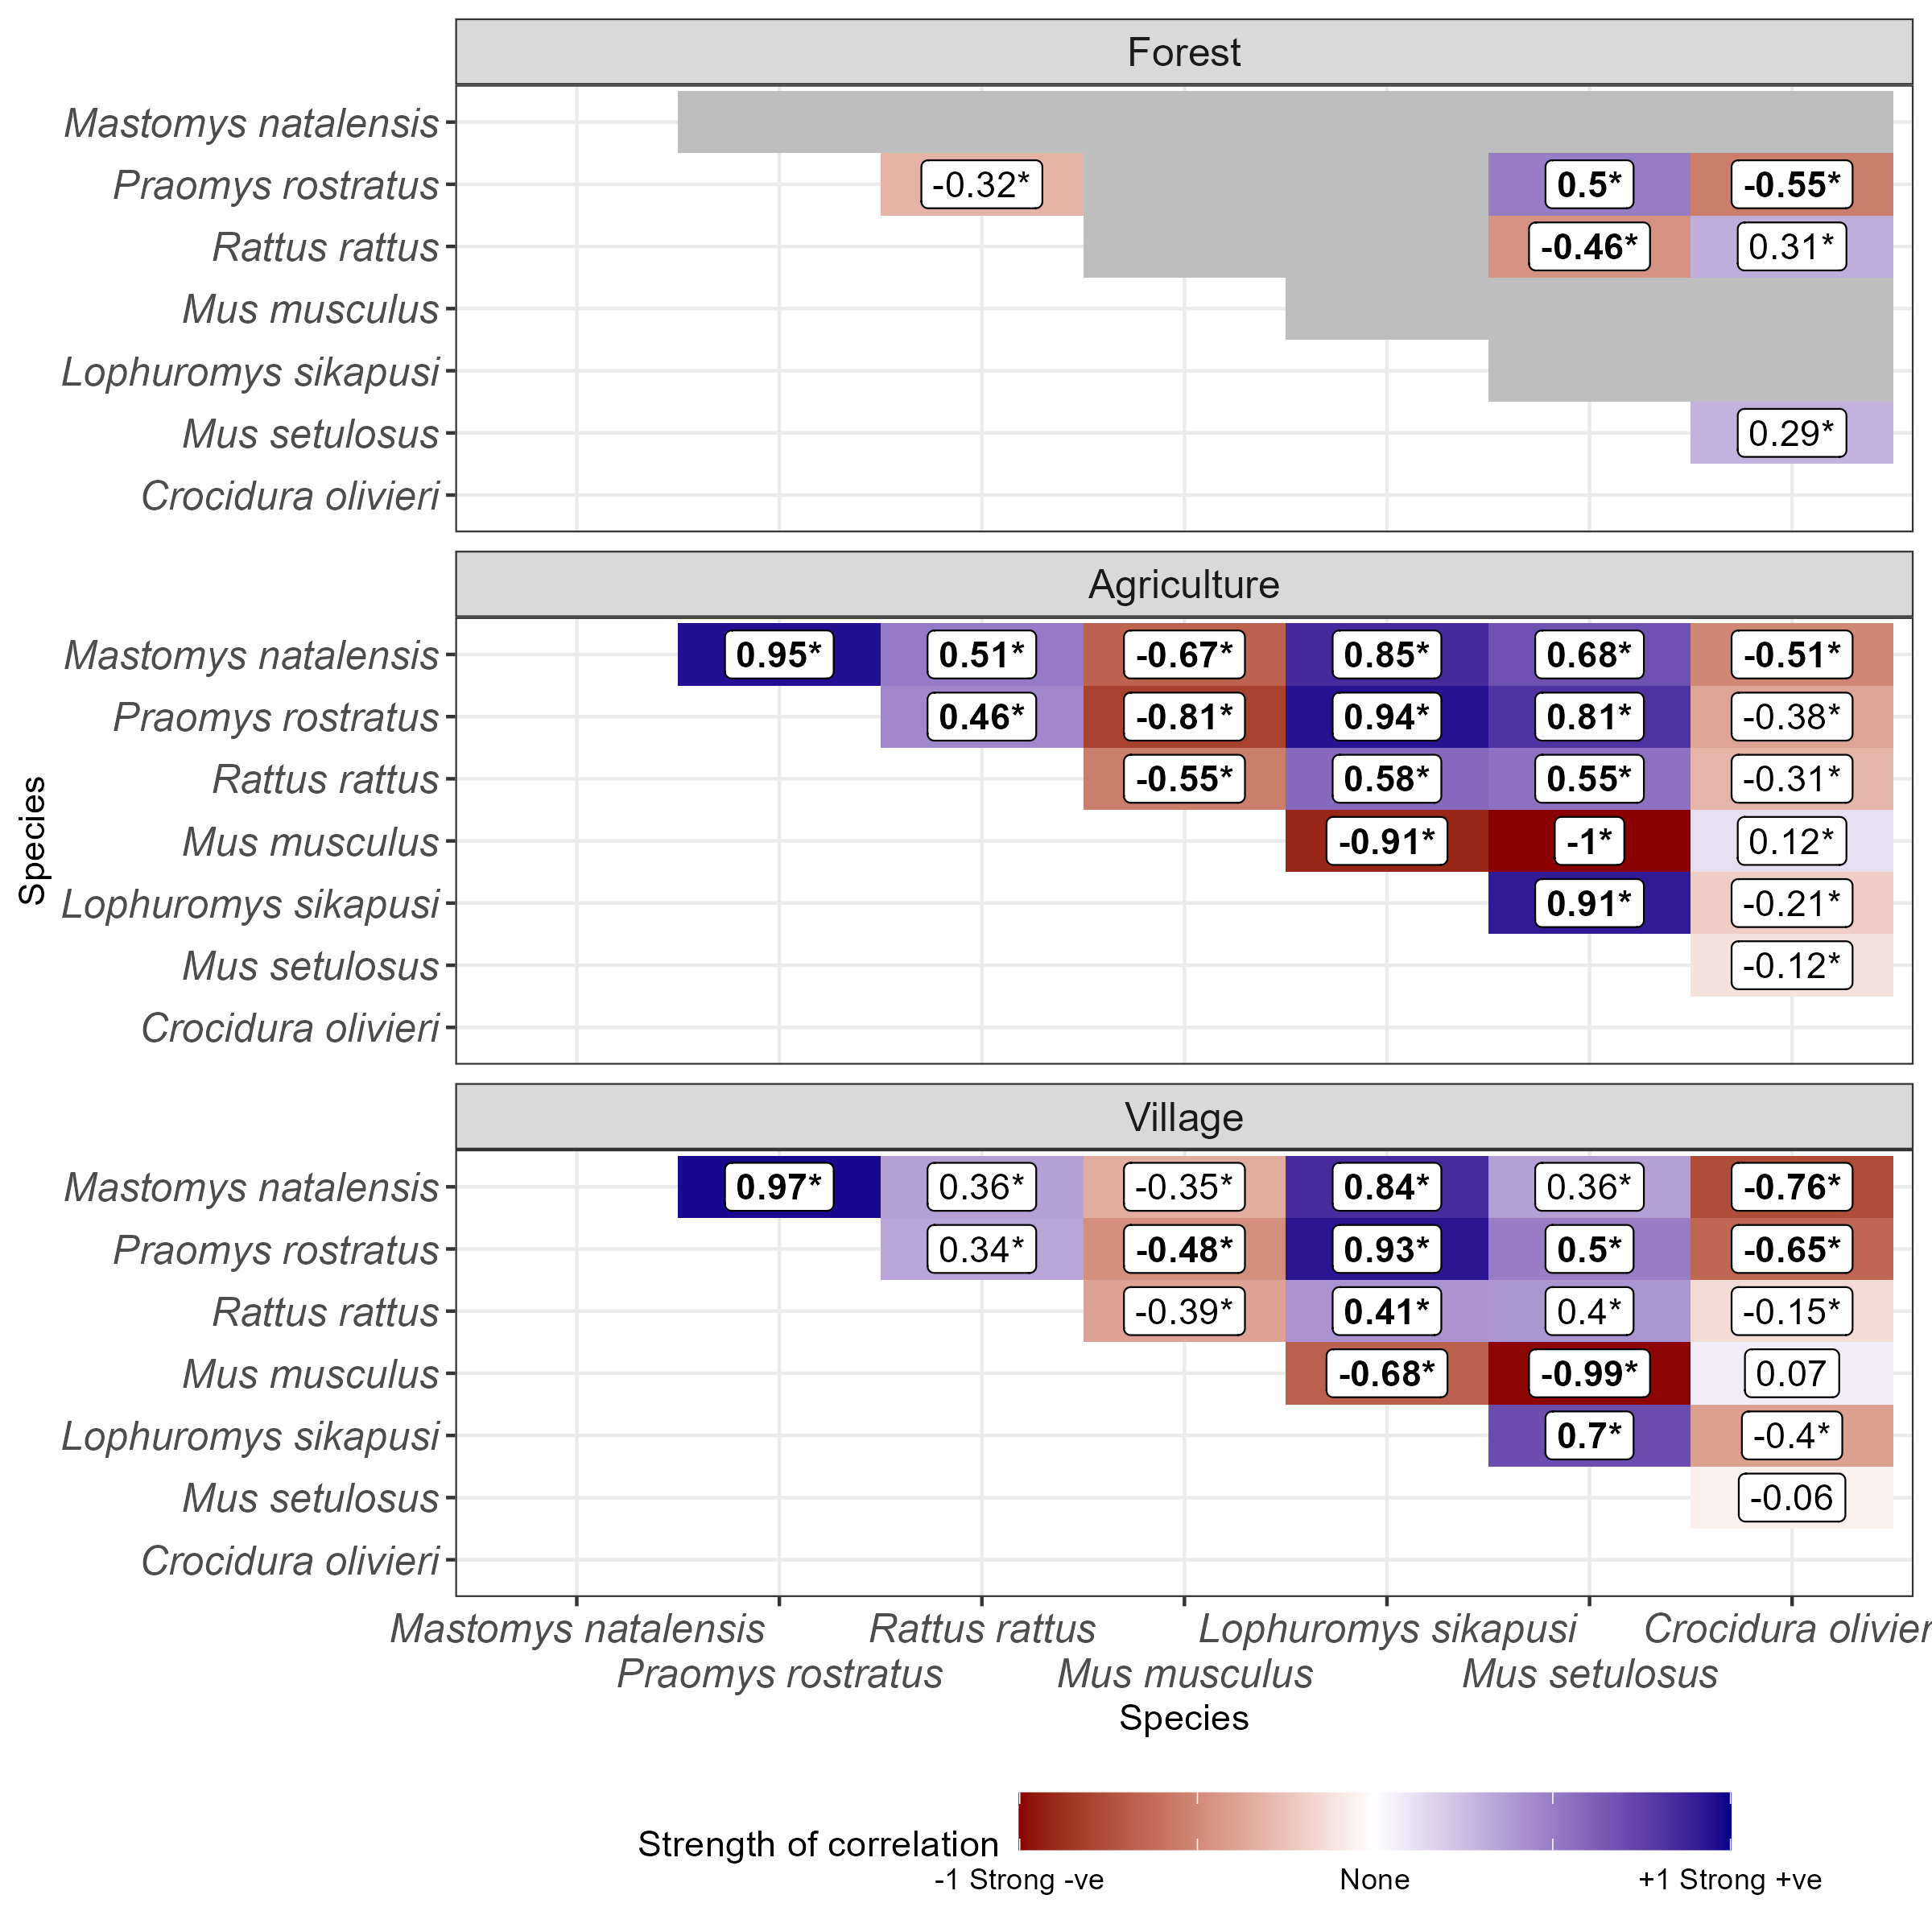 Forest
Mastomys natalensis
Praomys rostratus -0.32* 0.5* -0.55*
Rattus rattus -0.46* 0.31*
Mus musculus
Lophuromys sikapusi
Mus setulosus 0.29*
Crocidura olivieri
Agriculture
Mastomys natalensis 0.95* 0.51* -0.67* 0.85* 0.68* -0.51*
Praomys rostratus 0.46* -0.81* 0.94* 0.81* -0.38*
Rattus rattus -0.55* 0.58* 0.55* -0.31*
Mus musculus -0.91* -1* 0.12*
Species
Lophuromys sikapusi 0.91* -0.21*
Mus setulosus -0.12*
Crocidura olivieri
Village
Mastomys natalensis 0.97* 0.36* -0.35* 0.84* 0.36* -0.76*
Praomys rostratus 0.34* -0.48* 0.93* 0.5* -0.65*
Rattus rattus -0.39* 0.41* 0.4* -0.15*
Mus musculus -0.68* -0.99* 0.07
Lophuromys sikapusi 0.7* -0.4*
Mus setulosus -0.06
Crocidura olivieri
Mastomys natalensis Rattus rattus Lophuromys sikapusi Crocidura olivier
Praomys rostratus Mus musculus Mus setulosus
Species
Strength of correlation
-1 Strong -ve None +1 Strong +ve